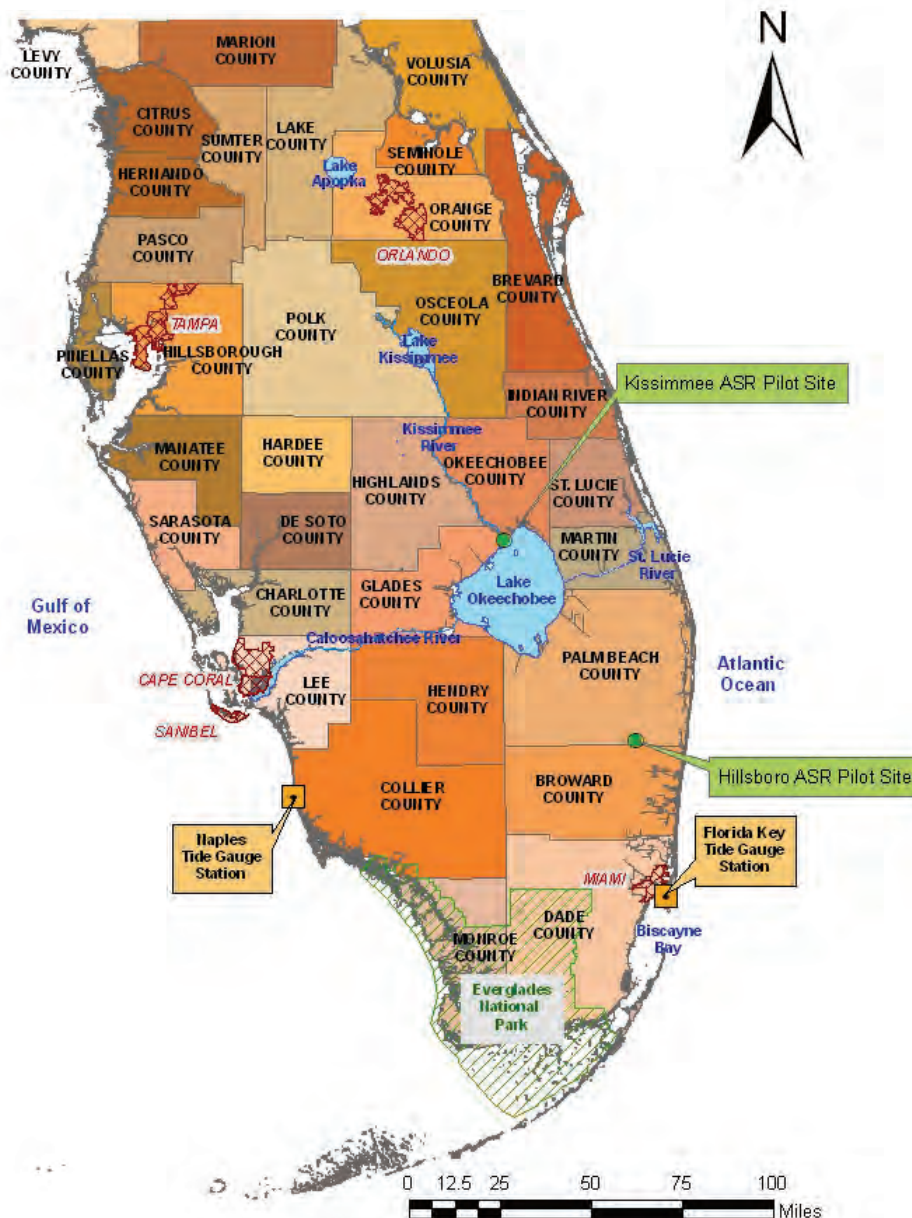 N
LEVY
COUNTY
MARION
COUNTY
VOLUSIA
COUNTY
CITRUS
COUNTY
SUMTER
COUNTY
LAKE
COUNTY
SEMINOLE
COUNTY
HERNANDO
COUNTY
Lake
Apopka
ORANGE
COUNTY
PASCO
COUNTY
ORLANDO
BREVARD
COUNTY
OSCEOLA
COUNTY
POLK
COUNTY
TAMPA
PINELLAS
COUNTY
HILLSBOROUGH
COUNTY
Lake
Kissimmee
Kissimmee ASR Pilot Site
INDIAN RIVER
COUNTY
Kissimmee
River
MANATEE
COUNTY
HARDEE
COUNTY
OKEECHOBEE
COUNTY
HIGHLANDS
COUNTY
ST. LUCIE
COUNTY
SARASOTA
COUNTY
DE SOTO
COUNTY
MARTIN
COUNTY
St. Lucie
River
CHARLOTTE
COUNTY
GLADES
COUNTY
Lake
Okeechobee
Gulf of
Mexico
Caloosahatchee River
PALM BEACH
COUNTY
Atlantic
Ocean
CAPE CORAL
LEE
COUNTY
HENDRY
COUNTY
SANIBEL
Hillsboro ASR Pilot Site
COLLIER
COUNTY
BROWARD
COUNTY
Naples
Tide Gauge
Station
Florida Key
Tide Gauge
Station
MIAMI
DADE
COUNTY
MONROE
COUNTY
Biscayne
Bay
Everglades
National
Park
0 12.5 25 50 75 100
Miles